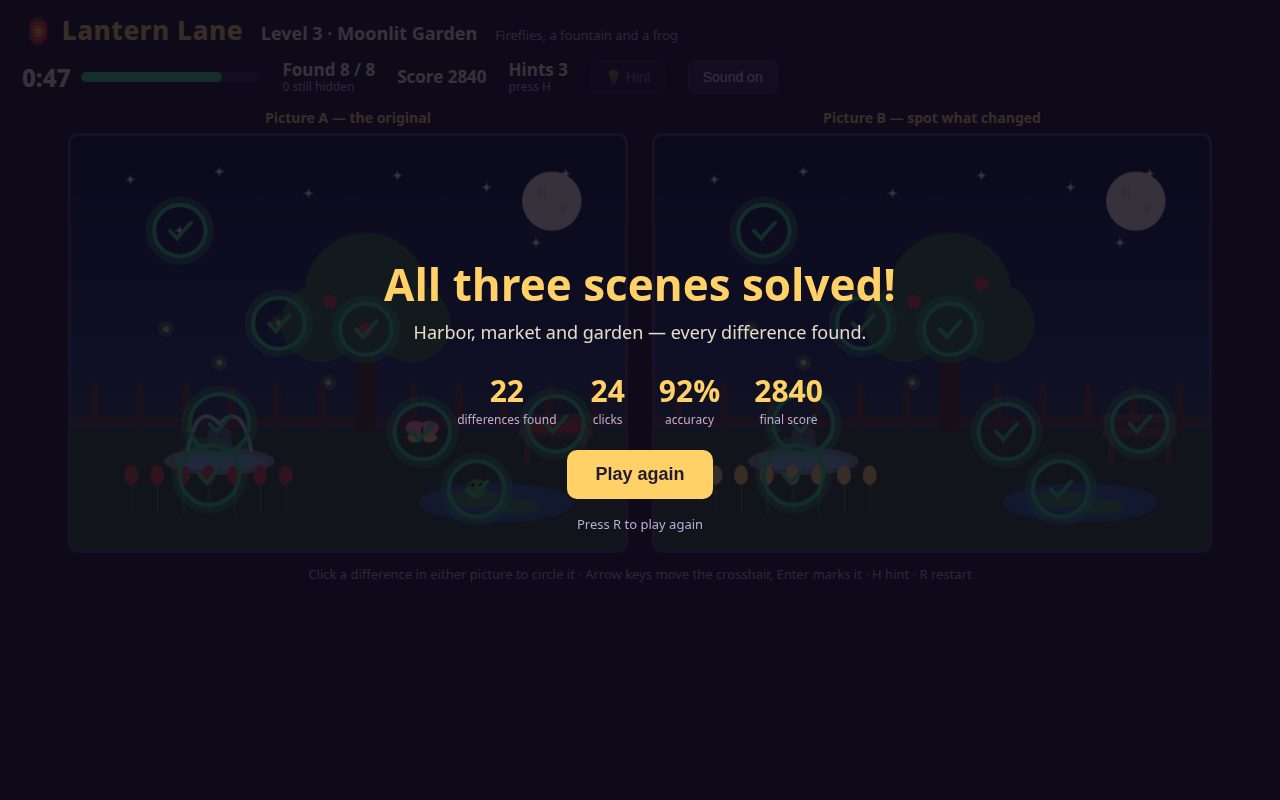 Lantern Lane Level 3 · Moonlit Garden Fireflies, a fountain and a frog
0:47 Found 8 / 8 Score 2840 Hints 3 💡 Hint Sound on
0 still hidden press H
Picture A — the original Picture B — spot what changed
All three scenes solved!
Harbor, market and garden — every difference found.
22 24 92% 2840
differences found clicks accuracy final score
Play again
Press R to play again
Click a difference in either picture to circle it · Arrow keys move the crosshair, Enter marks it · H hint · R restart